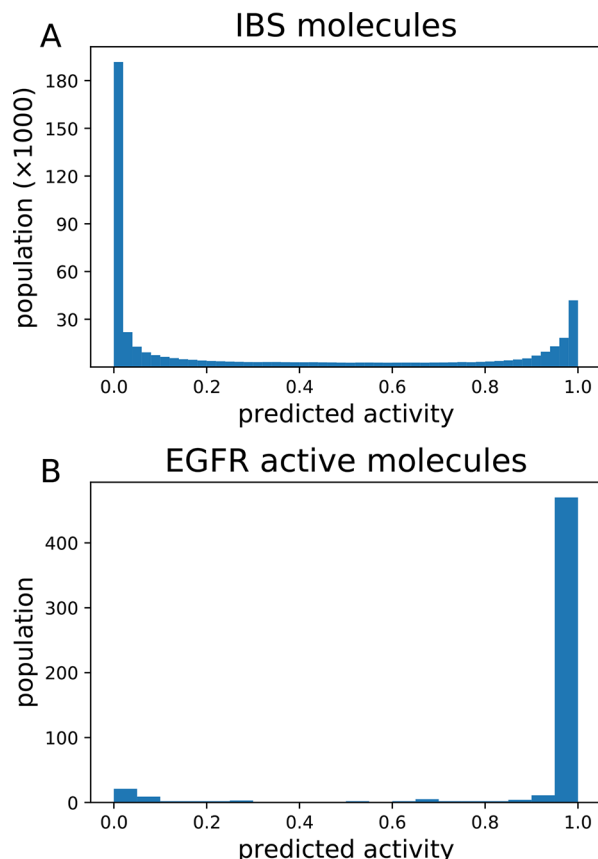 A
IBS molecules
population (×1000)
180
150
120
90
60
30
0.0 0.2 0.4 0.6 0.8 1.0
predicted activity
B
EGFR active molecules
population
400
300
200
100
0
0.0 0.2 0.4 0.6 0.8 1.0
predicted activity